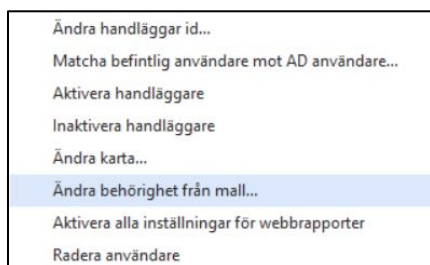 Ändra handläggar id...
Matcha befintlig användare mot AD användare...
Aktivera handläggare
Inaktivera handläggare
Ändra karta...
Ändra behörighet från mall...
Aktivera alla inställningar för webbrapporter
Radera användare